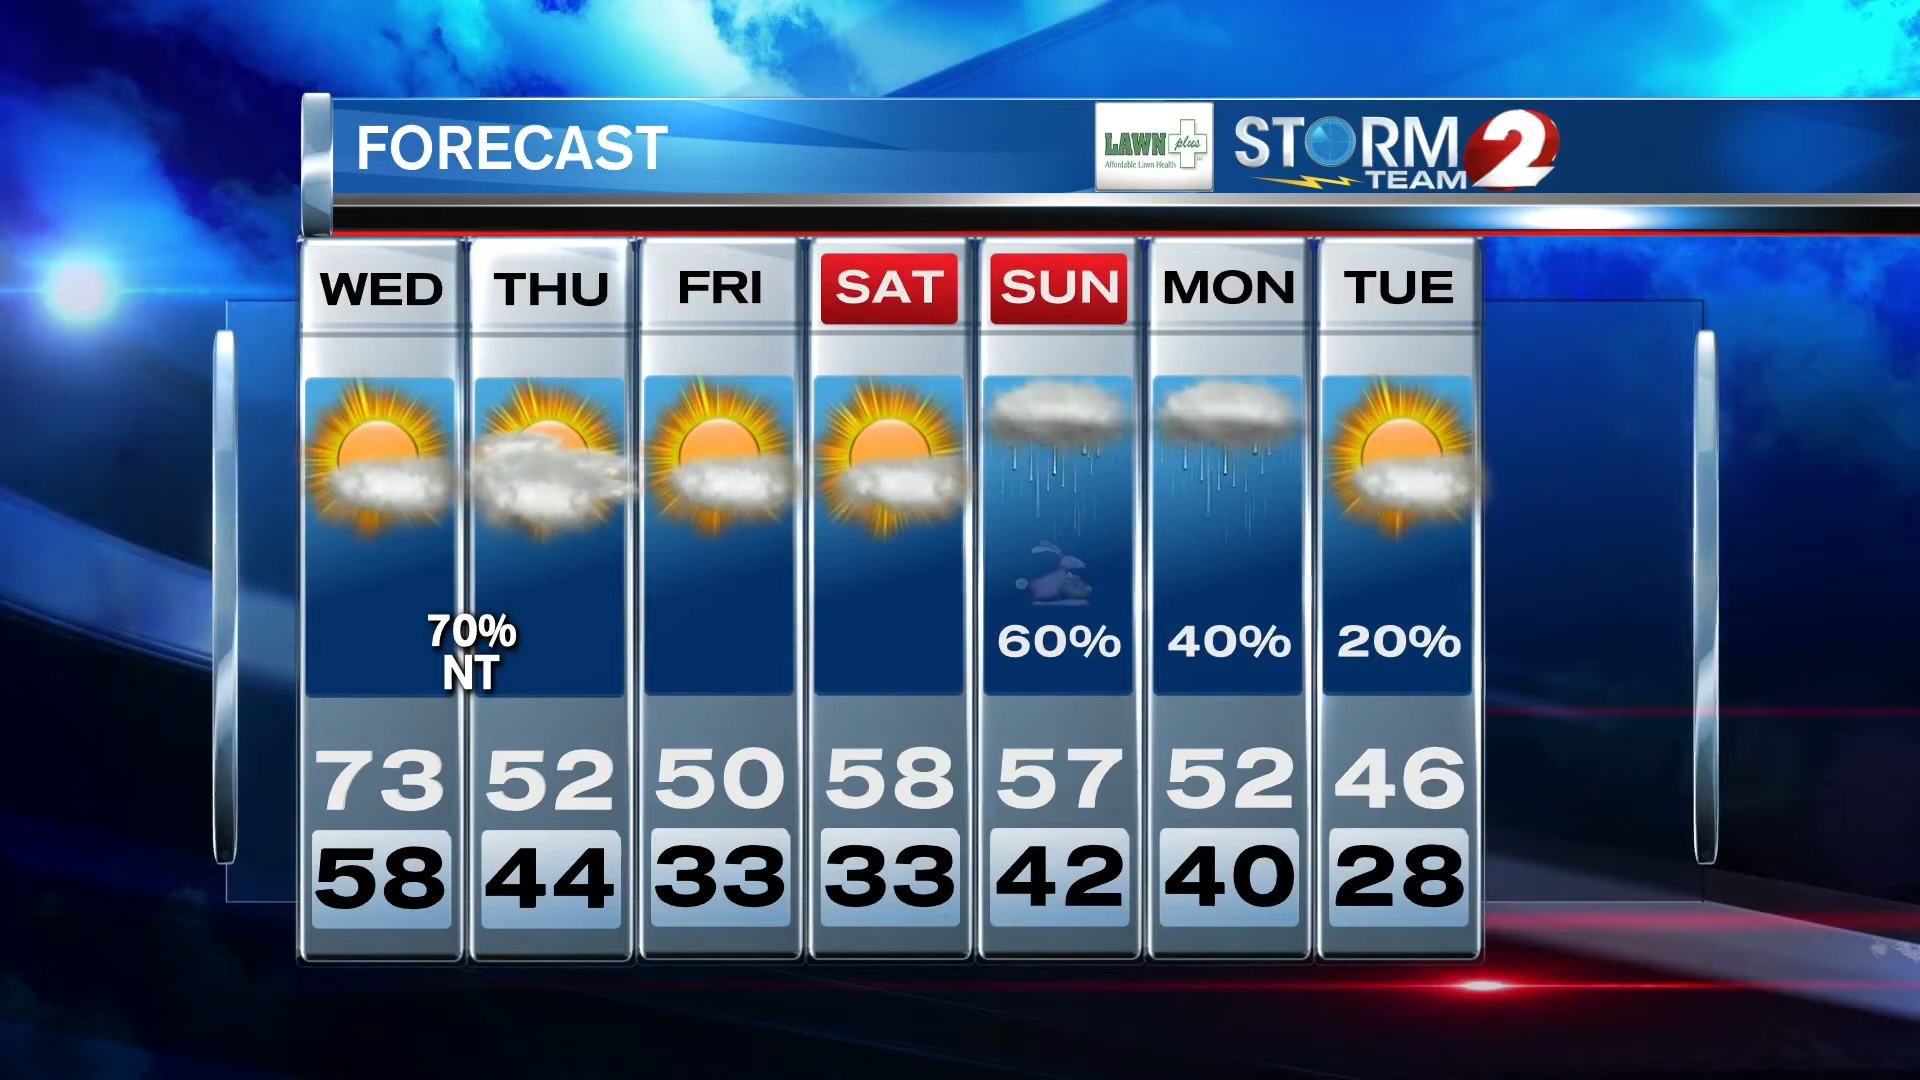 FORECAST
LAWN plus
Affordable Lawn Health
STORM 2
TEAM
WED THU FRI SAT SUN MON TUE
70%
NT
60% 40% 20%
73 52 50 58 57 52 46
58 44 33 33 42 40 28